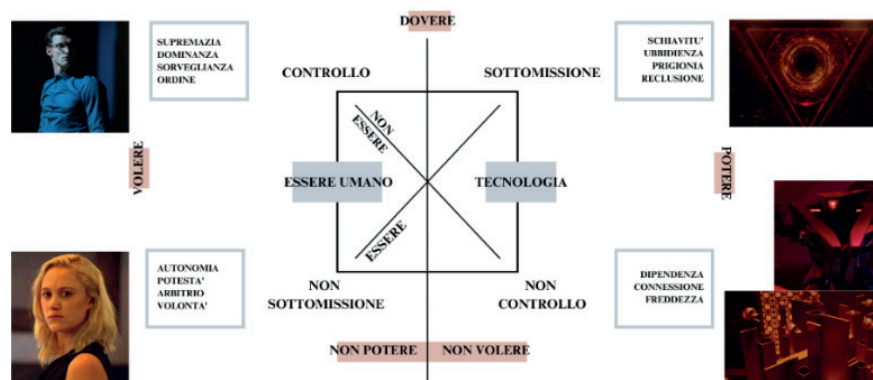 DOVERE
SUPREMAZIA
DOMINANZA
SORVEGLIANZA
ORDINE
CONTROLLO
SOTTOMISSIONE
SCHIAVITU'
UBBIDIENZA
PRIGIONIA
RECLUSIONE
NON
ESSERE
VOLERE
ESSERE UMANO
TECNOLOGIA
POTERE
ESSERE
AUTONOMIA
POTESTA'
ARBITRIO
VOLONTA'
NON
SOTTOMISSIONE
NON
CONTROLLO
DIPENDENZA
CONNESSIONE
FREDDEZZA
NON POTERE
NON VOLERE